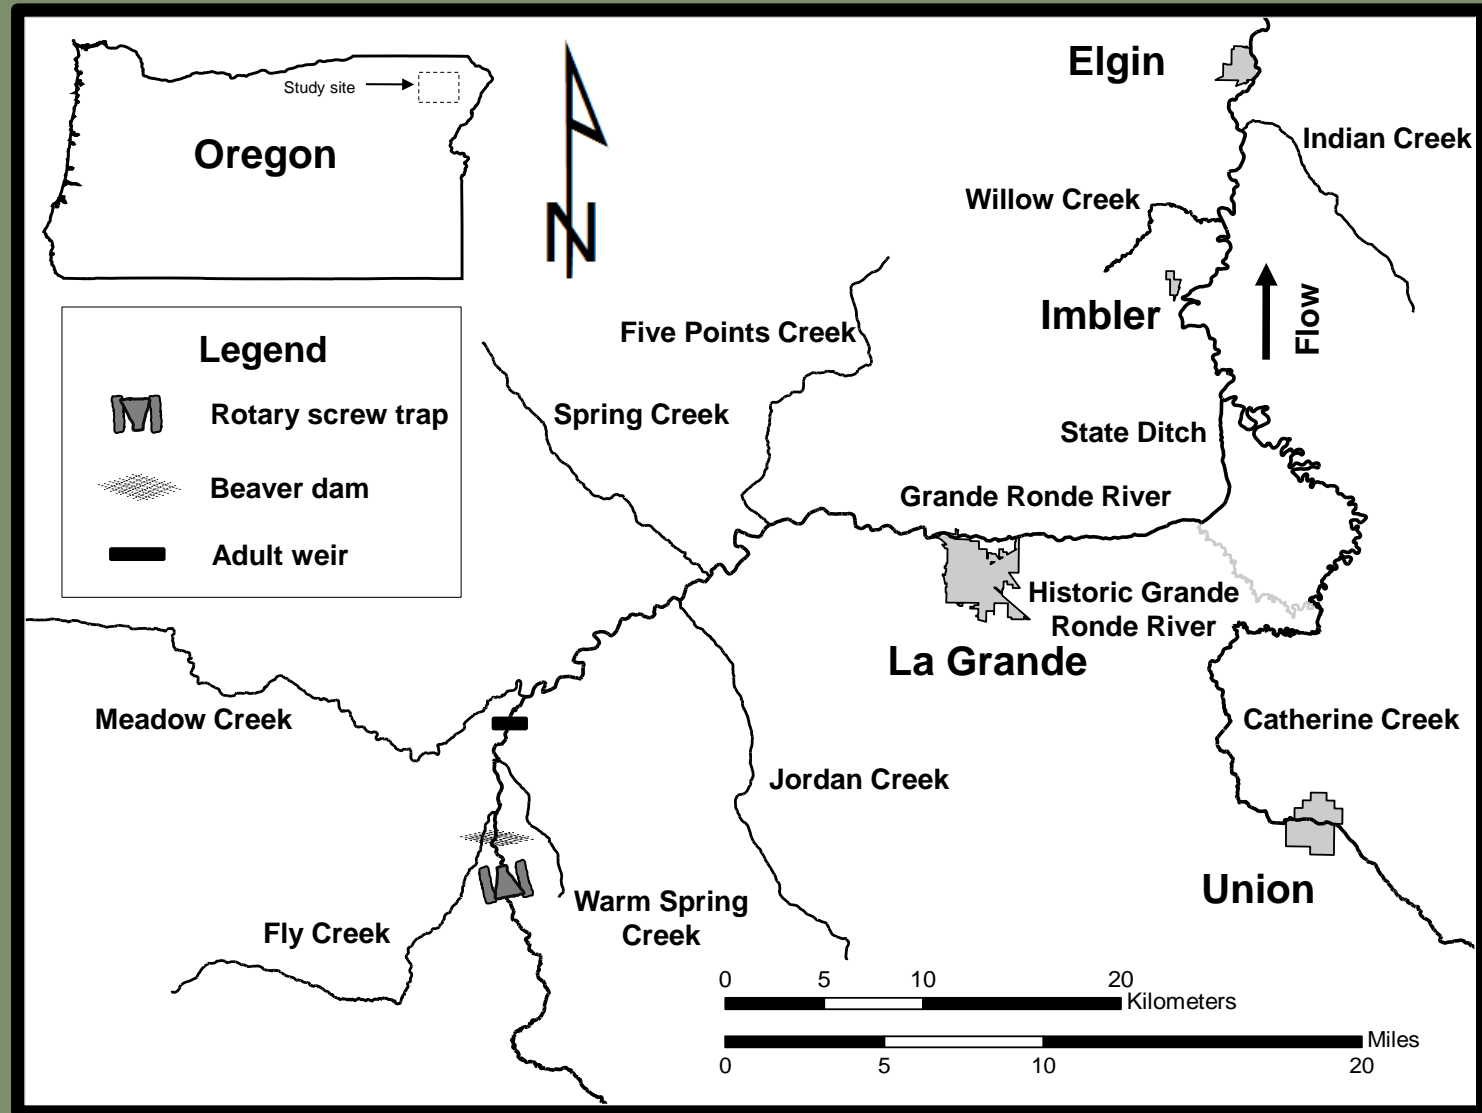 Study site
Oregon
N
Elgin
Indian Creek
Willow Creek
Imbler
Flow
Five Points Creek
Spring Creek
State Ditch
Grande Ronde River
Legend
Rotary screw trap
Beaver dam
Adult weir
Historic Grande
Ronde River
La Grande
Meadow Creek
Catherine Creek
Jordan Creek
Union
Warm Spring
Creek
Fly Creek
0 5 10 20
Kilometers
Miles
0 5 10 20